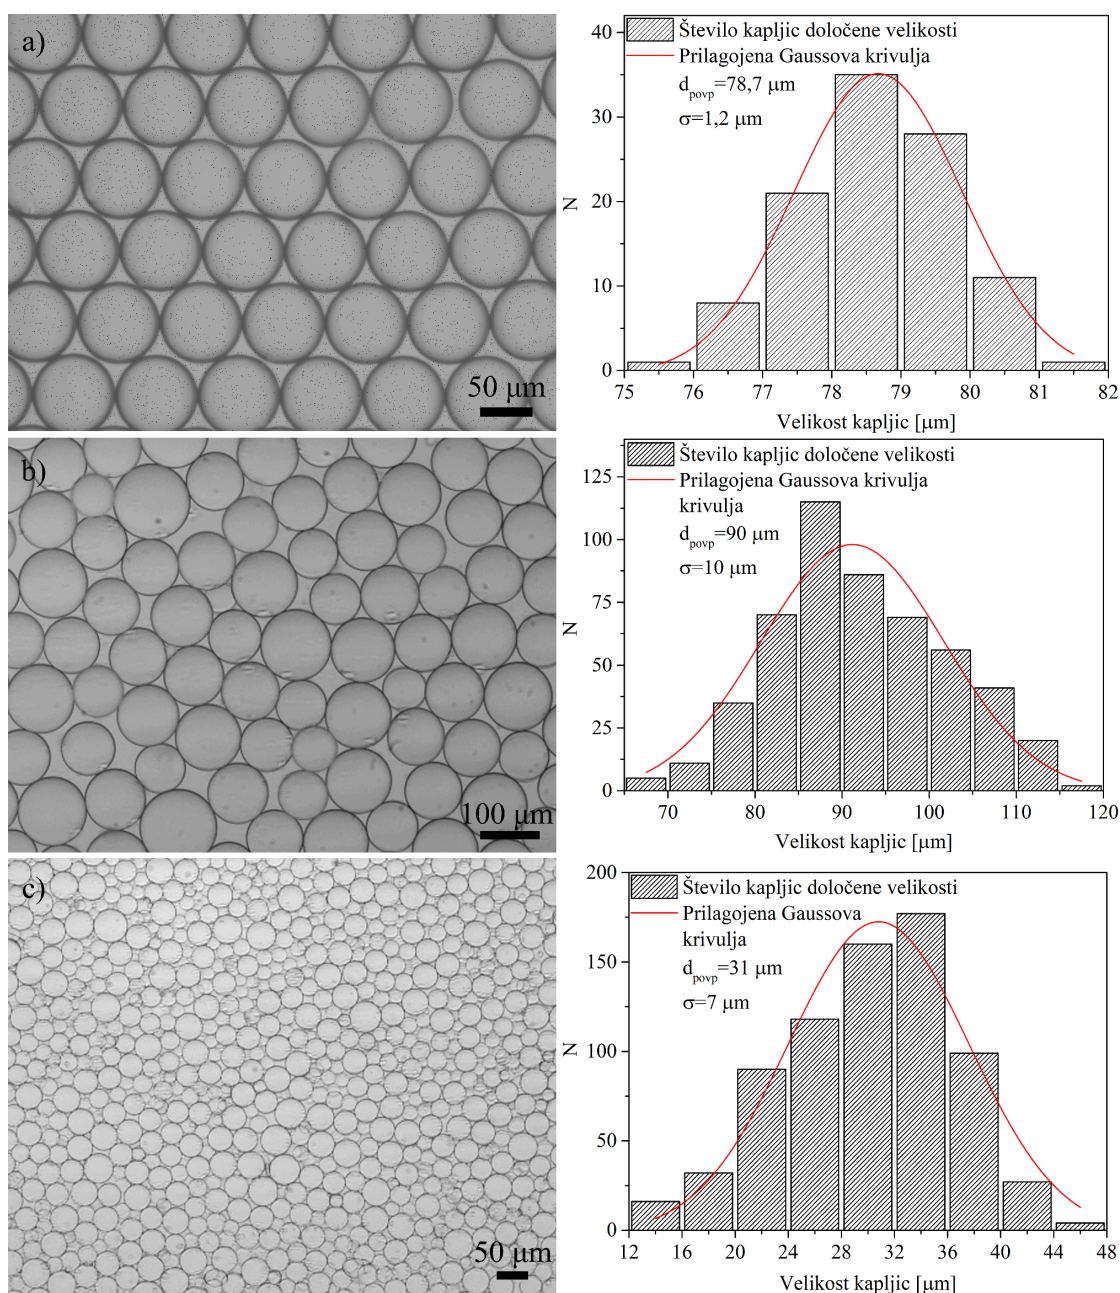 a)
50 μm
Število kapljic določene velikosti
Prilagojena Gaussova krivulja
d_povp=78,7 μm
σ=1,2 μm
N
40
30
20
10
0
75 76 77 78 79 80 81 82
Velikost kapljic [μm]
b)
100 μm
Število kapljic določene velikosti
Prilagojena Gaussova krivulja
krivulja
d_povp=90 μm
σ=10 μm
N
125
100
75
50
25
0
70 80 90 100 110 120
Velikost kapljic [μm]
c)
50 μm
Število kapljic določene velikosti
Prilagojena Gaussova
krivulja
d_povp=31 μm
σ=7 μm
N
200
150
100
50
0
12 16 20 24 28 32 36 40 44 48
Velikost kapljic [μm]